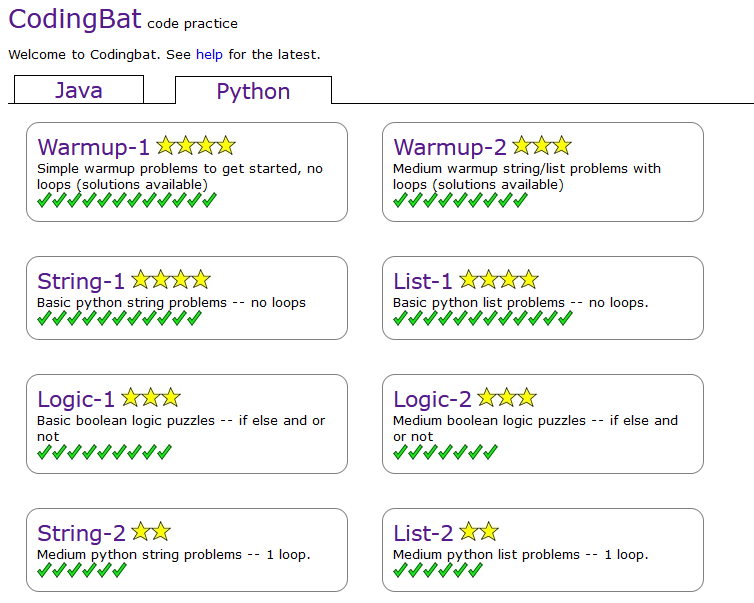 CodingBat code practice
Welcome to Codingbat. See help for the latest.
Java
Python
Warmup-1
Simple warmup problems to get started, no
loops (solutions available)
Warmup-2
Medium warmup string/list problems with
loops (solutions available)
String-1
Basic python string problems -- no loops
List-1
Basic python list problems -- no loops.
Logic-1
Basic boolean logic puzzles -- if else and or
not
Logic-2
Medium boolean logic puzzles -- if else and
or not
String-2
Medium python string problems -- 1 loop.
List-2
Medium python list problems -- 1 loop.